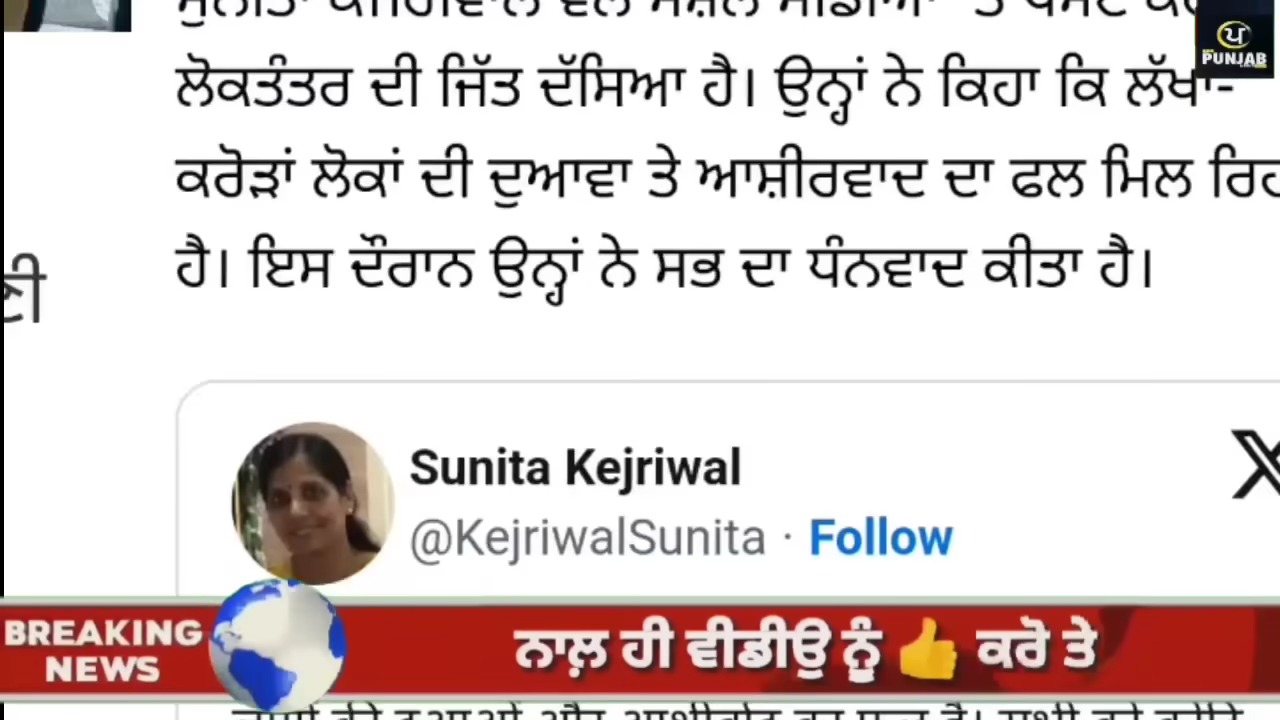 ਪ
PUNJAB
ਲੋਕਤੰਤਰ ਦੀ ਜਿੱਤ ਦੱਸਿਆ ਹੈ। ਉਨ੍ਹਾਂ ਨੇ ਕਿਹਾ ਕਿ ਲੱਖਾਂ-
ਕਰੋੜਾਂ ਲੋਕਾਂ ਦੀ ਦੁਆਵਾ ਤੇ ਆਸ਼ੀਰਵਾਦ ਦਾ ਫਲ ਮਿਲ
ਹੈ। ਇਸ ਦੌਰਾਨ ਉਨ੍ਹਾਂ ਨੇ ਸਭ ਦਾ ਧੰਨਵਾਦ ਕੀਤਾ ਹੈ।
ਣੀ
Sunita Kejriwal
@KejriwalSunita · Follow
BREAKING
NEWS
ਨਾਲ਼ ਹੀ ਵੀਡੀਉ ਨੂੰ 👍 ਕਰੋ ਤੇ